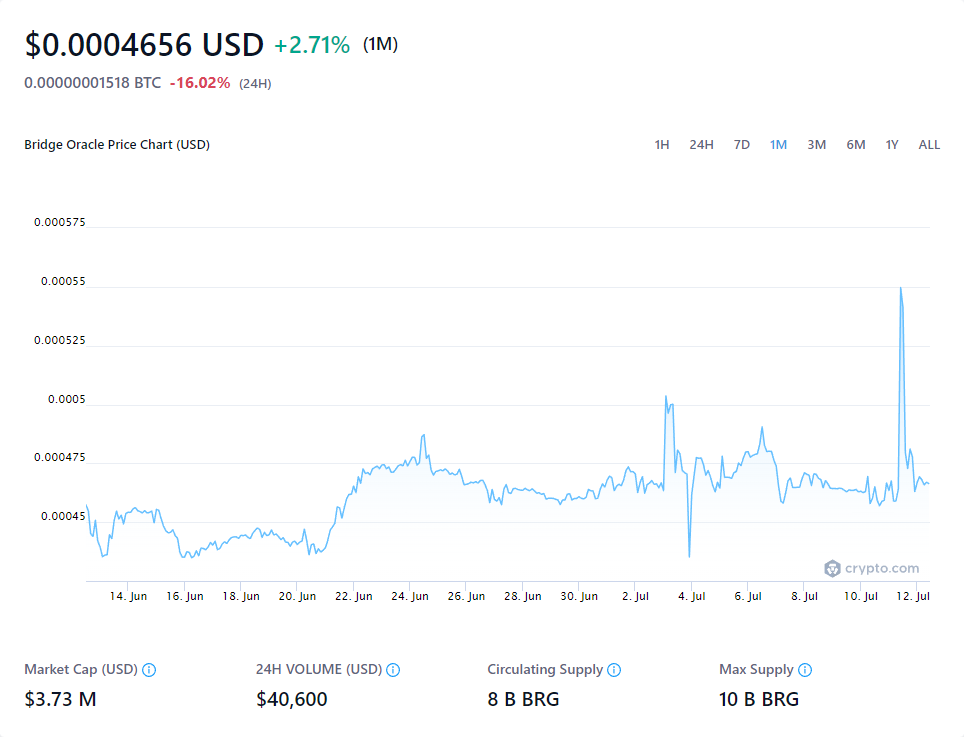 $0.0004656 USD +2.71% (1M)
0.00000001518 BTC -16.02% (24H)
Bridge Oracle Price Chart (USD) 1H 24H 7D 1M 3M 6M 1Y ALL
0.000575
0.00055
0.000525
0.0005
0.000475
0.00045
crypto.com
14. Jun 16. Jun 18. Jun 20. Jun 22. Jun 24. Jun 26. Jun 28. Jun 30. Jun 2. Jul 4. Jul 6. Jul 8. Jul 10. Jul 12. Jul
Market Cap (USD) 24H VOLUME (USD) Circulating Supply Max Supply
$3.73 M $40,600 8 B BRG 10 B BRG